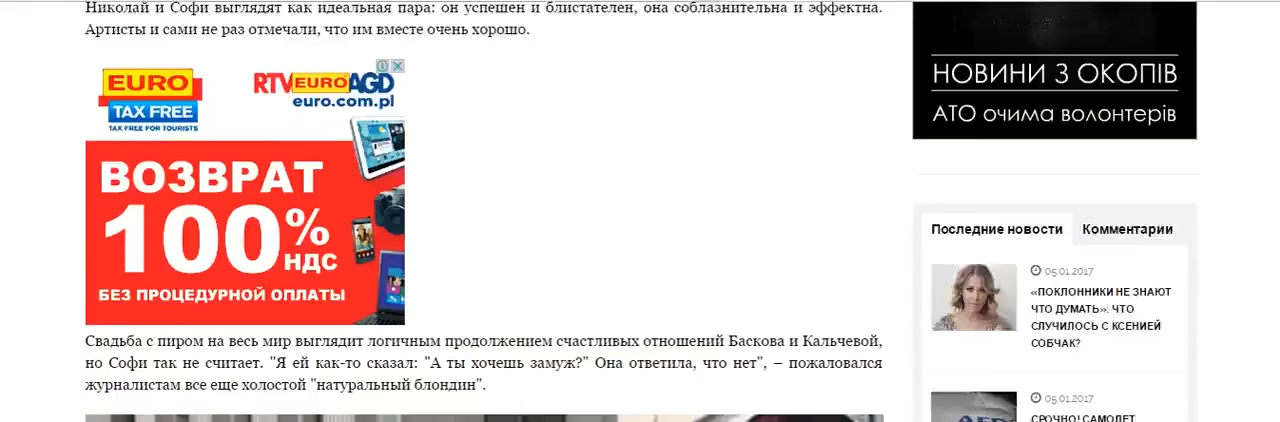 Николай и Софи выглядят как идеальная пара: он успешен и блистателен, она соблазнительна и эффектна.
Артисты и сами не раз отмечали, что им вместе очень хорошо.
EURO
TAX FREE
TAX FREE FOR TOURISTS
RTV EURO AGD
euro.com.pl
ВОЗВРАТ
100%
НДС
БЕЗ ПРОЦЕДУРНОЙ ОПЛАТЫ
Свадьба с пиром на весь мир выглядит логичным продолжением счастливых отношений Баскова и Кальчевой,
но Софи так не считает. "Я ей как-то сказал: "А ты хочешь замуж?" Она ответила, что нет", – пожаловался
журналистам все еще холостой "натуральный блондин".
НОВИНИ З ОКОПІВ
АТО очима волонтерів
Последние новости
Комментарии
05.01.2017
«ПОКЛОННИКИ НЕ ЗНАЮТ
ЧТО ДУМАТЬ»: ЧТО
СЛУЧИЛОСЬ С КСЕНИЕЙ
СОБЧАК?
05.01.2017
СРОЧНО! САМОЛЕТ